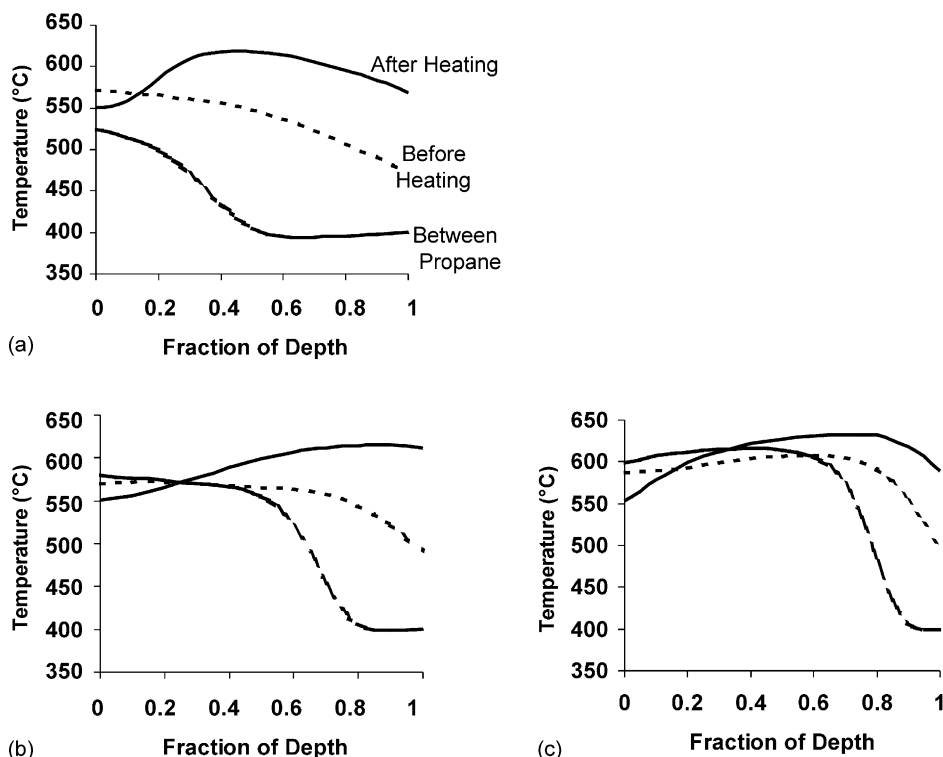 650
600
550
500
450
400
350
Temperature (°C)
After Heating
Before
Heating
Between
Propane
0 0.2 0.4 0.6 0.8 1
Fraction of Depth
(a)
650
600
550
500
450
400
350
Temperature (°C)
0 0.2 0.4 0.6 0.8 1
Fraction of Depth
(b)
650
600
550
500
450
400
350
Temperature (°C)
0 0.2 0.4 0.6 0.8 1
Fraction of Depth
(c)